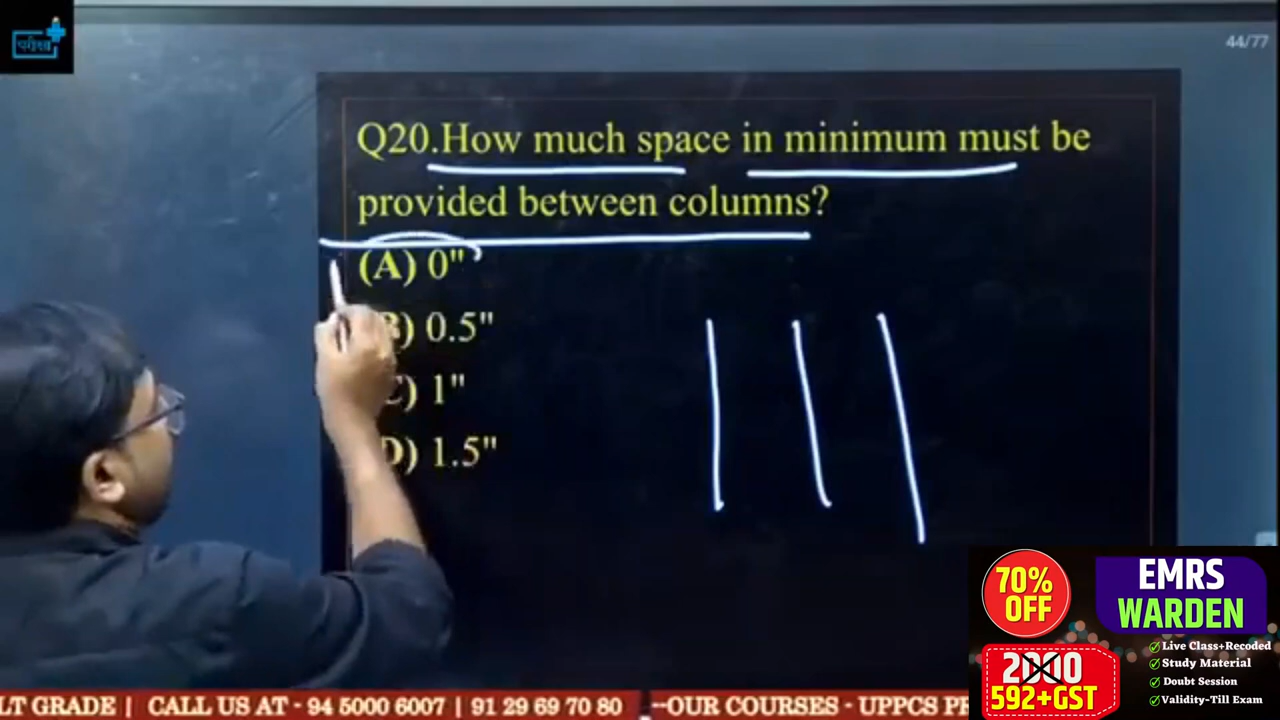 परीक्षा
44/77
Q20.How much space in minimum must be
provided between columns?
(A) 0"
B) 0.5"
C) 1"
D) 1.5"
70%
OFF
EMRS
WARDEN
2000
592+GST
Live Class+Recoded
Study Material
Doubt Session
Validity-Till Exam
LT GRADE | CALL US AT - 94 5000 6007 | 91 29 69 70 80 --OUR COURSES - UPPCS